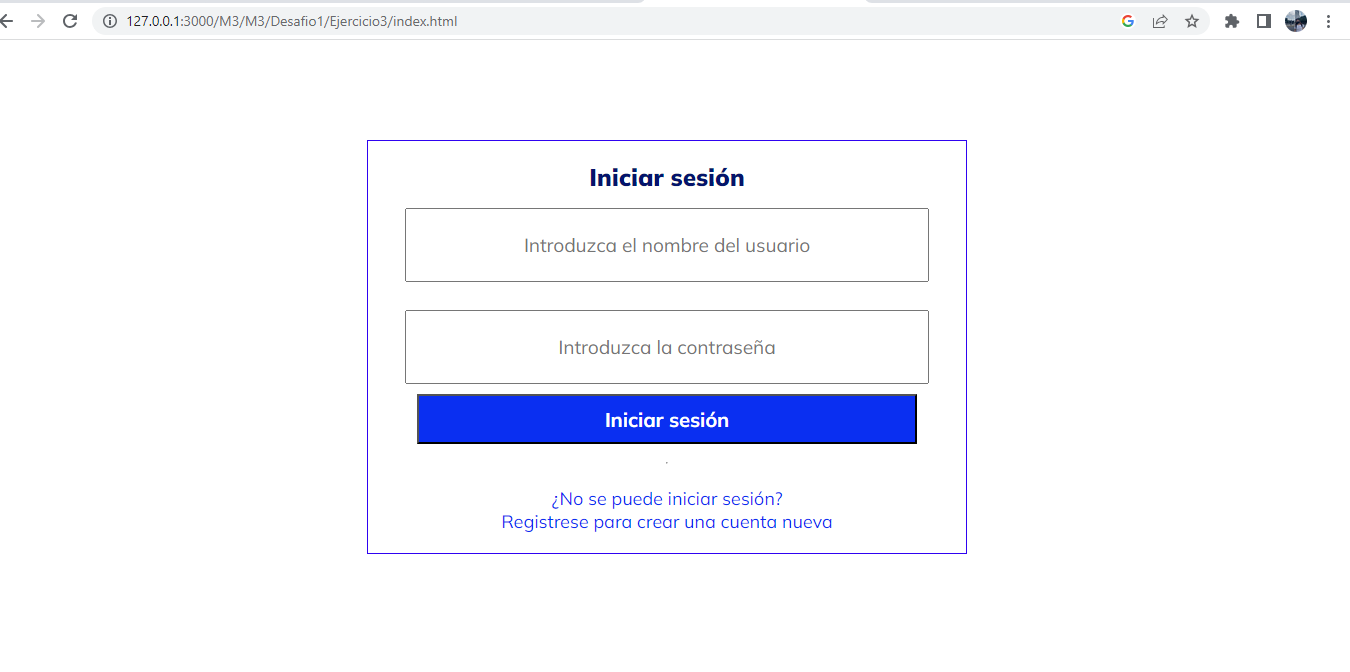 127.0.0.1:3000/M3/M3/Desafio1/Ejercicio3/index.html
Iniciar sesión
Introduzca el nombre del usuario
Introduzca la contraseña
Iniciar sesión
¿No se puede iniciar sesión?
Registrese para crear una cuenta nueva